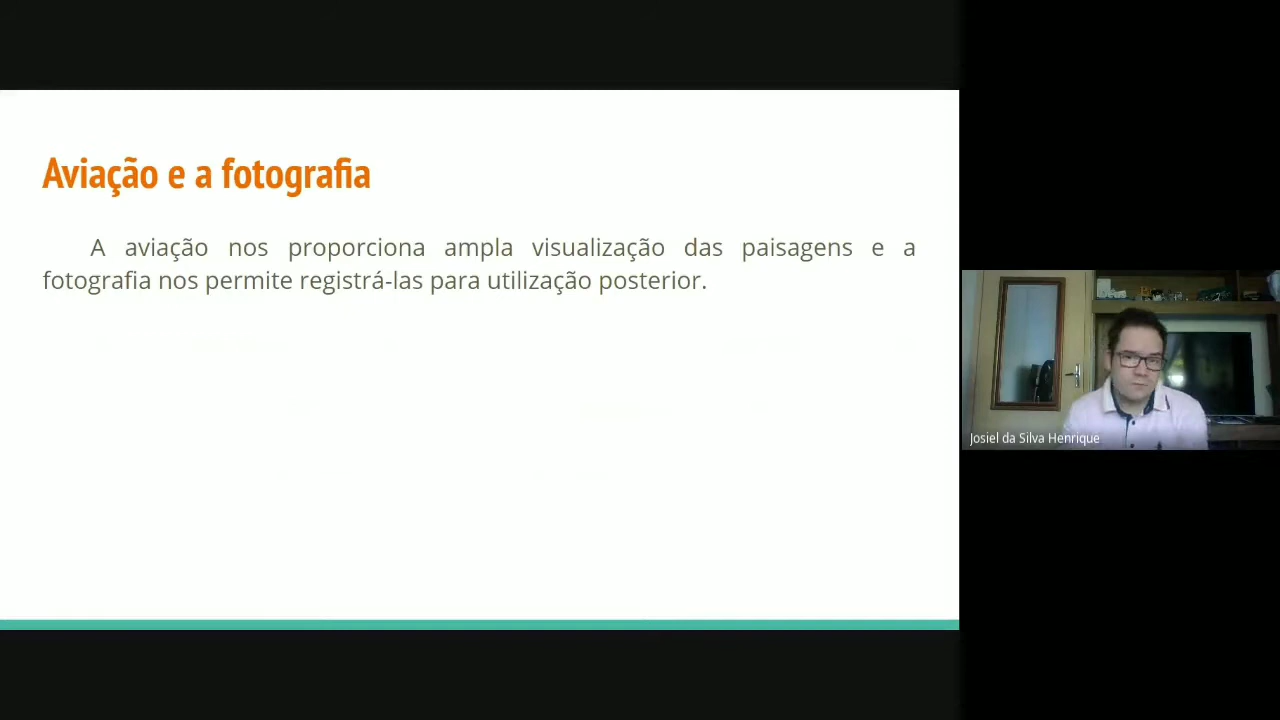 Aviação e a fotografia
A aviação nos proporciona ampla visualização das paisagens e a
fotografia nos permite registrá-las para utilização posterior.
Josiel da Silva Henrique